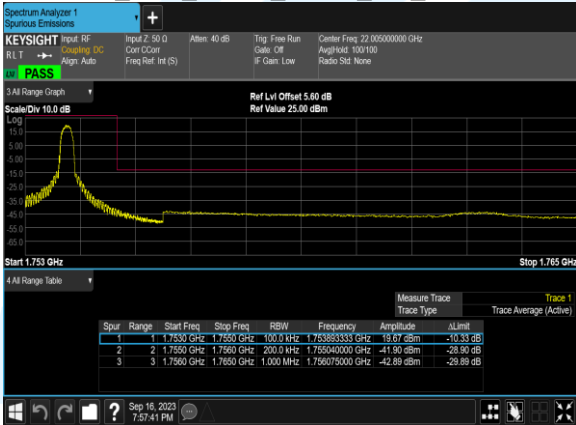 Spectrum Analyzer 1
Spurious Emissions
KEYSIGHT
RLT
LW
PASS
Input: RF
Coupling: DC
Align: Auto
Input Z: 50 Ω
Corr CCorr
Freq Ref: Int (S)
Atten: 40 dB
Trig: Free Run
Gate: Off
IF Gain: Low
Center Freq: 22.005000000 GHz
Avg|Hold: 100/100
Radio Std: None
3 All Range Graph
Scale/Div 10.0 dB
Ref Lvl Offset 5.60 dB
Ref Value 25.00 dBm
Log
15.0
5.00
-5.00
-15.0
-25.0
-35.0
-45.0
-55.0
-65.0
Start 1.753 GHz
Stop 1.765 GHz
4 All Range Table
Measure Trace Trace 1
Trace Type Trace Average (Active)
Spur Range Start Freq Stop Freq RBW Frequency Amplitude ΔLimit
1 1 1.7530 GHz 1.7550 GHz 100.0 kHz 1.753893333 GHz 19.67 dBm -10.33 dB
2 2 1.7550 GHz 1.7560 GHz 200.0 kHz 1.755040000 GHz -41.90 dBm -28.90 dB
3 3 1.7560 GHz 1.7650 GHz 1.000 MHz 1.756075000 GHz -42.89 dBm -29.89 dB
?
Sep 16, 2023
7:57:41 PM